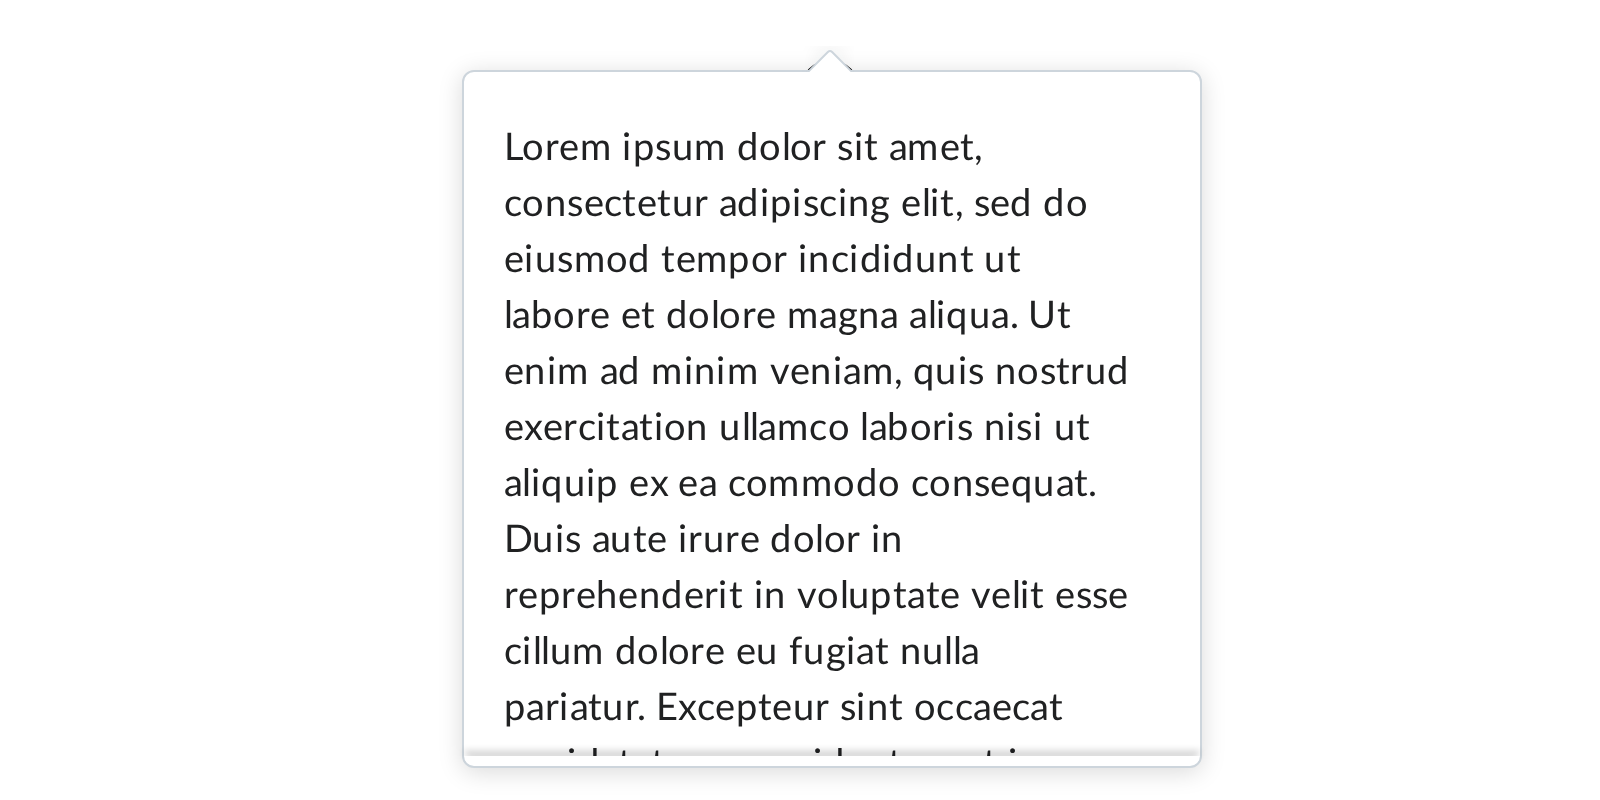 Lorem ipsum dolor sit amet,
consectetur adipiscing elit, sed do
eiusmod tempor incididunt ut
labore et dolore magna aliqua. Ut
enim ad minim veniam, quis nostrud
exercitation ullamco laboris nisi ut
aliquip ex ea commodo consequat.
Duis aute irure dolor in
reprehenderit in voluptate velit esse
cillum dolore eu fugiat nulla
pariatur. Excepteur sint occaecat